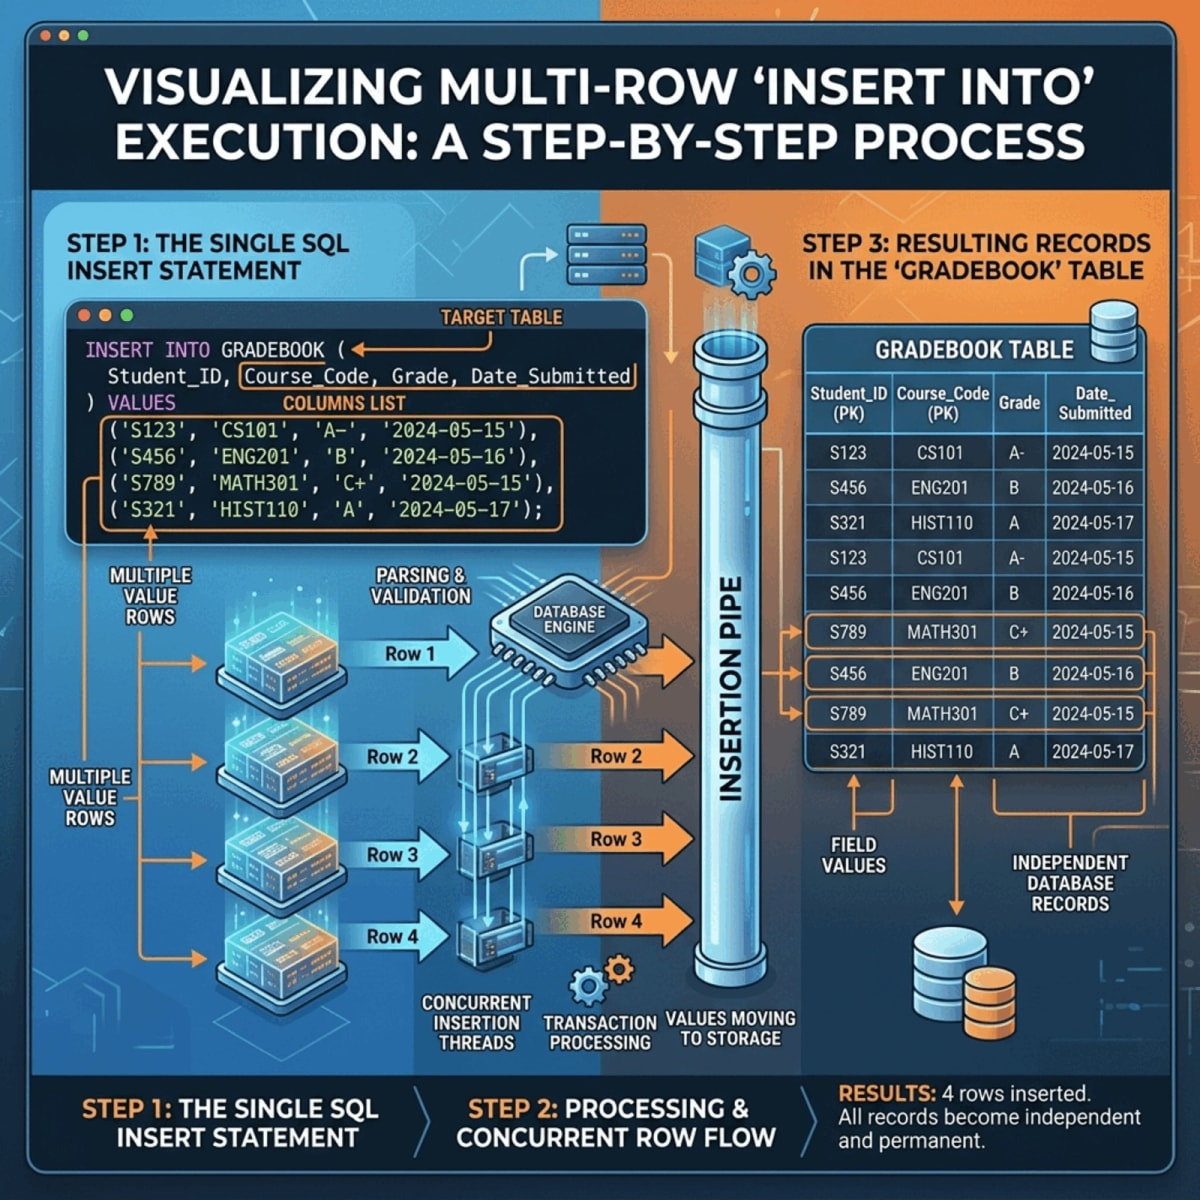 VISUALIZING MULTI-ROW ‘INSERT INTO’
EXECUTION: A STEP-BY-STEP PROCESS
STEP 1: THE SINGLE SQL
INSERT STATEMENT
TARGET TABLE
INSERT INTO GRADEBOOK (
Student_ID, Course_Code, Grade, Date_Submitted
) VALUES
COLUMNS LIST
('S123', 'CS101', 'A-', '2024-05-15'),
('S456', 'ENG201', 'B', '2024-05-16'),
('S789', 'MATH301', 'C+', '2024-05-15'),
('S321', 'HIST110', 'A', '2024-05-17');
MULTIPLE
VALUE
ROWS
MULTIPLE
VALUE
ROWS
PARSING &
VALIDATION
DATABASE
ENGINE
Row 1
Row 2
Row 3
Row 4
Row 2
Row 3
Row 4
CONCURRENT
INSERTION
THREADS
TRANSACTION
PROCESSING
VALUES MOVING
TO STORAGE
INSERTION PIPE
STEP 3: RESULTING RECORDS
IN THE ‘GRADEBOOK’ TABLE
GRADEBOOK TABLE
Student_ID (PK) Course_Code (PK) Grade Date_ Submitted
S123 CS101 A- 2024-05-15
S456 ENG201 B 2024-05-16
S321 HIST110 A 2024-05-17
S123 CS101 A- 2024-05-15
S456 ENG201 B 2024-05-16
S789 MATH301 C+ 2024-05-15
S456 ENG201 B 2024-05-16
S789 MATH301 C+ 2024-05-15
S321 HIST110 A 2024-05-17
FIELD
VALUES
INDEPENDENT
DATABASE
RECORDS
STEP 1: THE SINGLE SQL
INSERT STATEMENT
STEP 2: PROCESSING &
CONCURRENT ROW FLOW
RESULTS: 4 rows inserted.
All records become independent
and permanent.